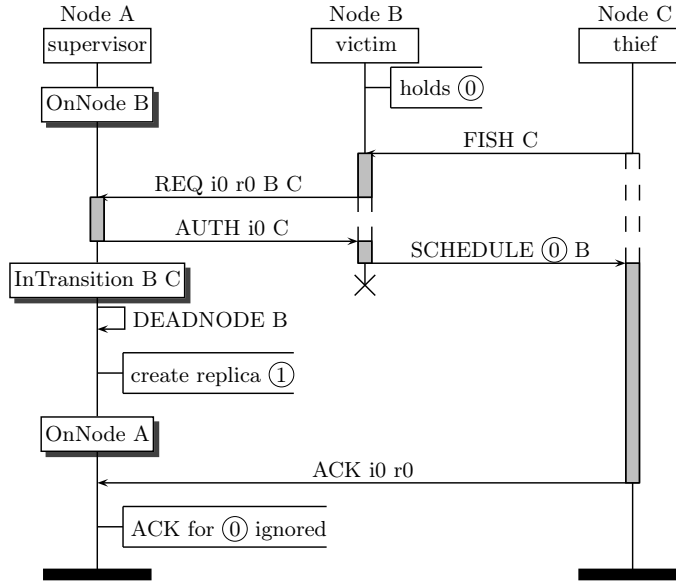 Node A Node B Node C
supervisor victim thief
holds 0
OnNode B
FISH C
REQ i0 r0 B C
AUTH i0 C
SCHEDULE 0 B
InTransition B C
DEADNODE B
create replica 1
OnNode A
ACK i0 r0
ACK for 0 ignored